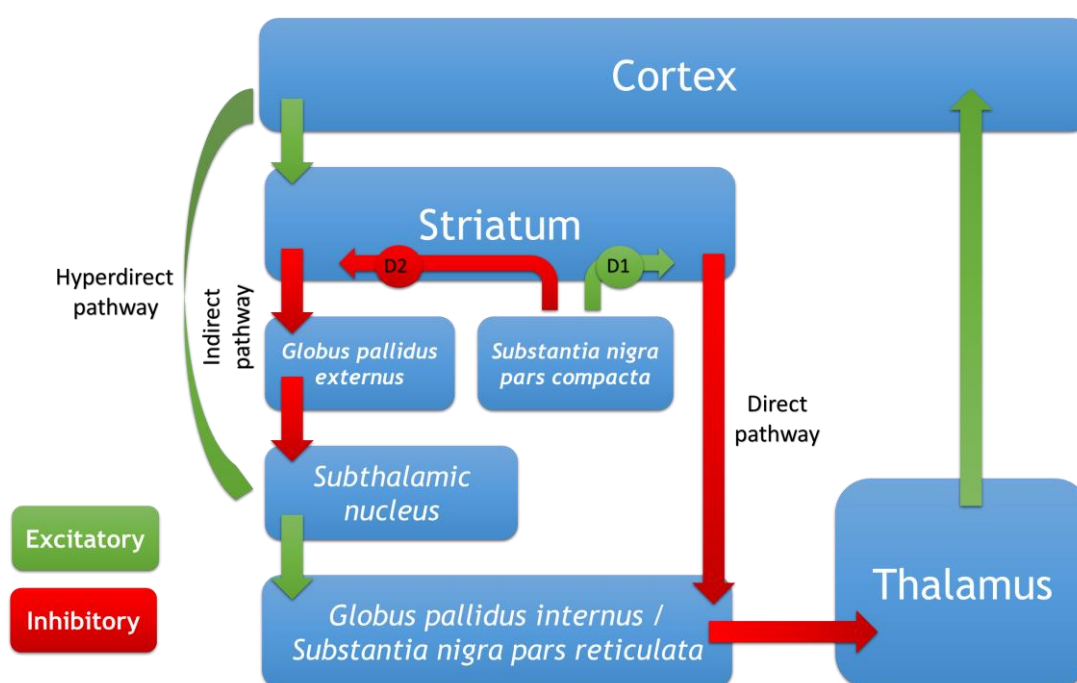 Cortex
Striatum
D2
D1
Hyperdirect
pathway
Indirect
pathway
Globus pallidus
externus
Substantia nigra
pars compacta
Direct
pathway
Subthalamic
nucleus
Excitatory
Inhibitory
Globus pallidus internus /
Substantia nigra pars reticulata
Thalamus